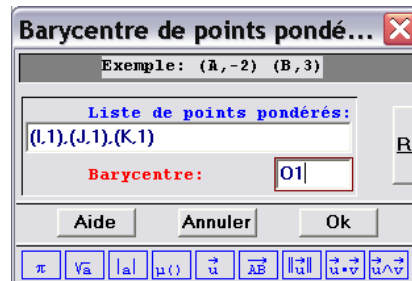 Barycentre de points pondé...
Exemple: (A,-2) (B,3)
Liste de points pondérés:
(I,1),(J,1),(K,1)
R
Barycentre: O1
Aide Annuler Ok
π √a |a| μ() u⃗ AB⃗ ‖u⃗‖ u⃗•v⃗ u⃗∧v⃗